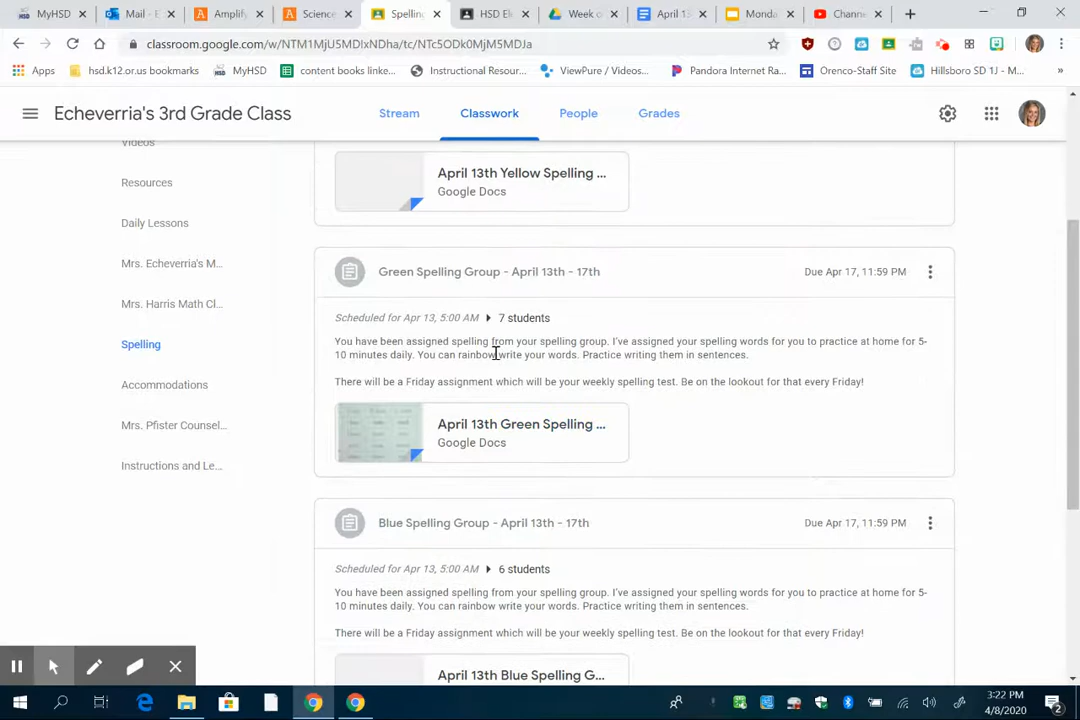 MyHSD
Mail - E
Amplify
Science
Spelling
HSD El
Week o
April 13
Monda
Channe
classroom.google.com/w/NTM1MjU5MDIxNDha/tc/NTc5ODk0MjM5MDJa
Apps
hsd.k12.or.us bookmarks
MyHSD
content books linke...
Instructional Resour...
ViewPure / Videos...
Pandora Internet Ra...
Orenco-Staff Site
Hillsboro SD 1J - M...
Echeverria's 3rd Grade Class
Stream
Classwork
People
Grades
Videos
Resources
Daily Lessons
Mrs. Echeverria's M...
Mrs. Harris Math Cl...
Spelling
Accommodations
Mrs. Pfister Counsel...
Instructions and Le...
April 13th Yellow Spelling ...
Google Docs
Green Spelling Group - April 13th - 17th
Due Apr 17, 11:59 PM
Scheduled for Apr 13, 5:00 AM
7 students
You have been assigned spelling from your spelling group. I've assigned your spelling words for you to practice at home for 5-
10 minutes daily. You can rainbow write your words. Practice writing them in sentences.
There will be a Friday assignment which will be your weekly spelling test. Be on the lookout for that every Friday!
April 13th Green Spelling ...
Google Docs
Blue Spelling Group - April 13th - 17th
Due Apr 17, 11:59 PM
Scheduled for Apr 13, 5:00 AM
6 students
You have been assigned spelling from your spelling group. I've assigned your spelling words for you to practice at home for 5-
10 minutes daily. You can rainbow write your words. Practice writing them in sentences.
There will be a Friday assignment which will be your weekly spelling test. Be on the lookout for that every Friday!
April 13th Blue Spelling G...
3:22 PM
4/8/2020
2